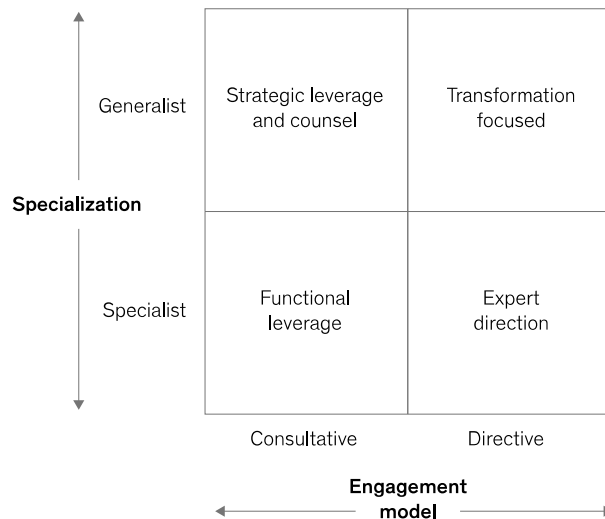 Generalist
Strategic leverage
and counsel
Transformation
focused
Specialization
Specialist
Functional
leverage
Expert
direction
Consultative
Directive
Engagement
model